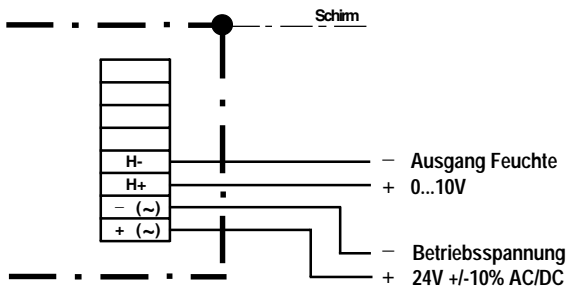 Schirm
H-
− Ausgang Feuchte
H+
+ 0...10V
− (~)
+ (~)
− Betriebsspannung
+ 24V +/-10% AC/DC